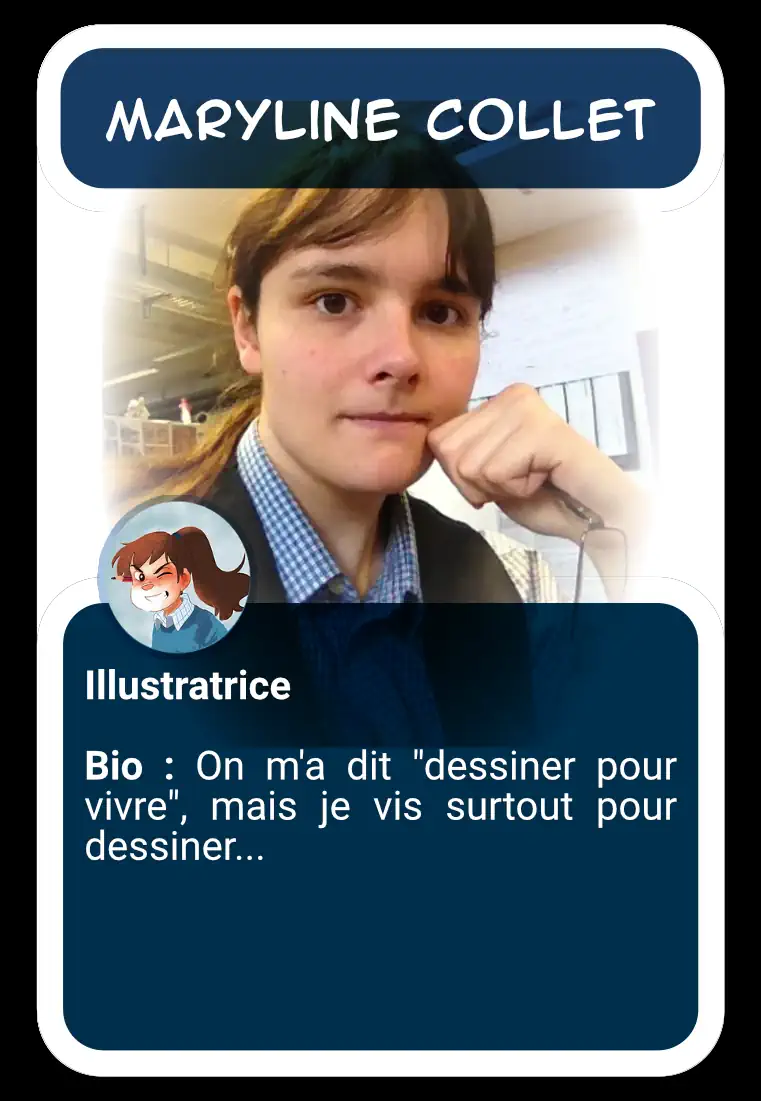 MARYLINE COLLET
Illustratrice
Bio : On m'a dit "dessiner pour
vivre", mais je vis surtout pour
dessiner...